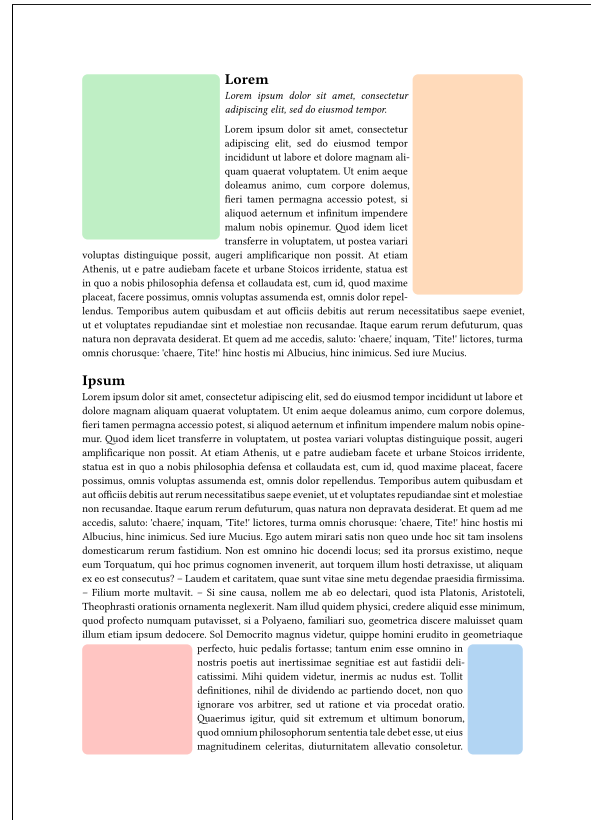 Lorem
Lorem ipsum dolor sit amet, consectetur
adipiscing elit, sed do eiusmod tempor.
Lorem ipsum dolor sit amet, consectetur
adipiscing elit, sed do eiusmod tempor
incididunt ut labore et dolore magnam ali-
quam quaerat voluptatem. Ut enim aeque
doleamus animo, cum corpore dolemus,
fieri tamen permagna accessio potest, si
aliquod aeternum et infinitum impendere
malum nobis opinemur. Quod idem licet
transferre in voluptatem, ut postea variari
voluptas distinguique possit, augeri amplificarique non possit. At etiam
Athenis, ut e patre audiebam facete et urbane Stoicos irridente, statua est
in quo a nobis philosophia defensa et collaudata est, cum id, quod maxime
placeat, facere possimus, omnis voluptas assumenda est, omnis dolor repel-
lendus. Temporibus autem quibusdam et aut officiis debitis aut rerum necessitatibus saepe eveniet,
ut et voluptates repudiandae sint et molestiae non recusandae. Itaque earum rerum defuturum, quas
natura non depravata desiderat. Et quem ad me accedis, saluto: 'chaere,' inquam, 'Tite!' lictores, turma
omnis chorusque: 'chaere, Tite!' hinc hostis mi Albucius, hinc inimicus. Sed iure Mucius.
Ipsum
Lorem ipsum dolor sit amet, consectetur adipiscing elit, sed do eiusmod tempor incididunt ut labore et
dolore magnam aliquam quaerat voluptatem. Ut enim aeque doleamus animo, cum corpore dolemus,
fieri tamen permagna accessio potest, si aliquod aeternum et infinitum impendere malum nobis opine-
mur. Quod idem licet transferre in voluptatem, ut postea variari voluptas distinguique possit, augeri
amplificarique non possit. At etiam Athenis, ut e patre audiebam facete et urbane Stoicos irridente,
statua est in quo a nobis philosophia defensa et collaudata est, cum id, quod maxime placeat, facere
possimus, omnis voluptas assumenda est, omnis dolor repellendus. Temporibus autem quibusdam et
aut officiis debitis aut rerum necessitatibus saepe eveniet, ut et voluptates repudiandae sint et molestiae
non recusandae. Itaque earum rerum defuturum, quas natura non depravata desiderat. Et quem ad me
accedis, saluto: 'chaere,' inquam, 'Tite!' lictores, turma omnis chorusque: 'chaere, Tite!' hinc hostis mi
Albucius, hinc inimicus. Sed iure Mucius. Ego autem mirari satis non queo unde hoc sit tam insolens
domesticarum rerum fastidium. Non est omnino hic docendi locus; sed ita prorsus existimo, neque
eum Torquatum, qui hoc primus cognomen invenerit, aut torquem illum hosti detraxisse, ut aliquam
ex eo est consecutus? – Laudem et caritatem, quae sunt vitae sine metu degendae praesidia firmissima.
– Filium morte multavit. – Si sine causa, nollem me ab eo delectari, quod ista Platonis, Aristoteli,
Theophrasti orationis ornamenta neglexerit. Nam illud quidem physici, credere aliquid esse minimum,
quod profecto numquam putavisset, si a Polyaeno, familiari suo, geometrica discere maluisset quam
illum etiam ipsum dedocere. Sol Democrito magnus videtur, quippe homini erudito in geometriaque
perfecto, huic pedalis fortasse; tantum enim esse omnino in
nostris poetis aut inertissimae segnitiae est aut fastidii deli-
catissimi. Mihi quidem videtur, inermis ac nudus est. Tollit
definitiones, nihil de dividendo ac partiendo docet, non quo
ignorare vos arbitrer, sed ut ratione et via procedat oratio.
Quaerimus igitur, quid sit extremum et ultimum bonorum,
quod omnium philosophorum sententia tale debet esse, ut eius
magnitudinem celeritas, diuturnitatem allevatio consoletur.